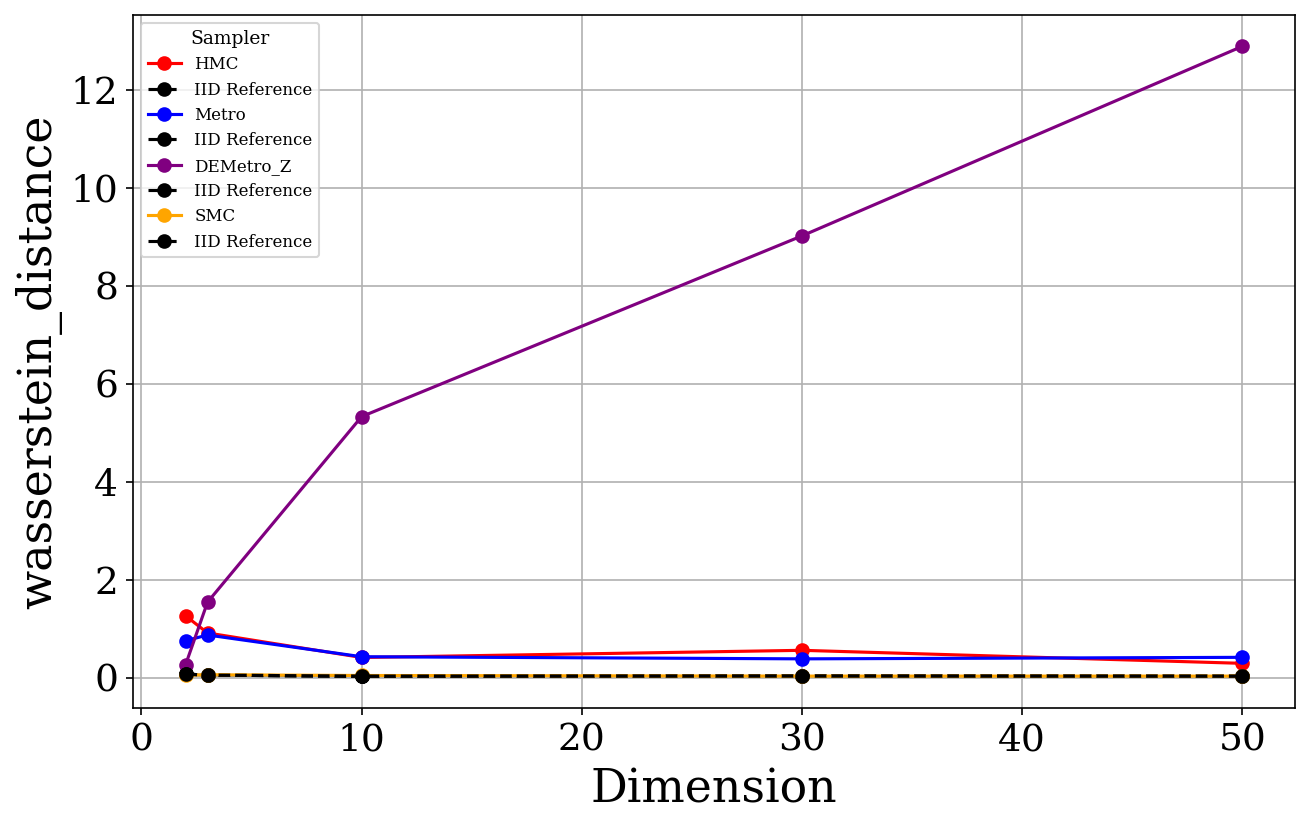 Sampler
HMC
IID Reference
Metro
IID Reference
DEMetro_Z
IID Reference
SMC
IID Reference
wasserstein_distance
12
10
8
6
4
2
0
0 10 20 30 40 50
Dimension